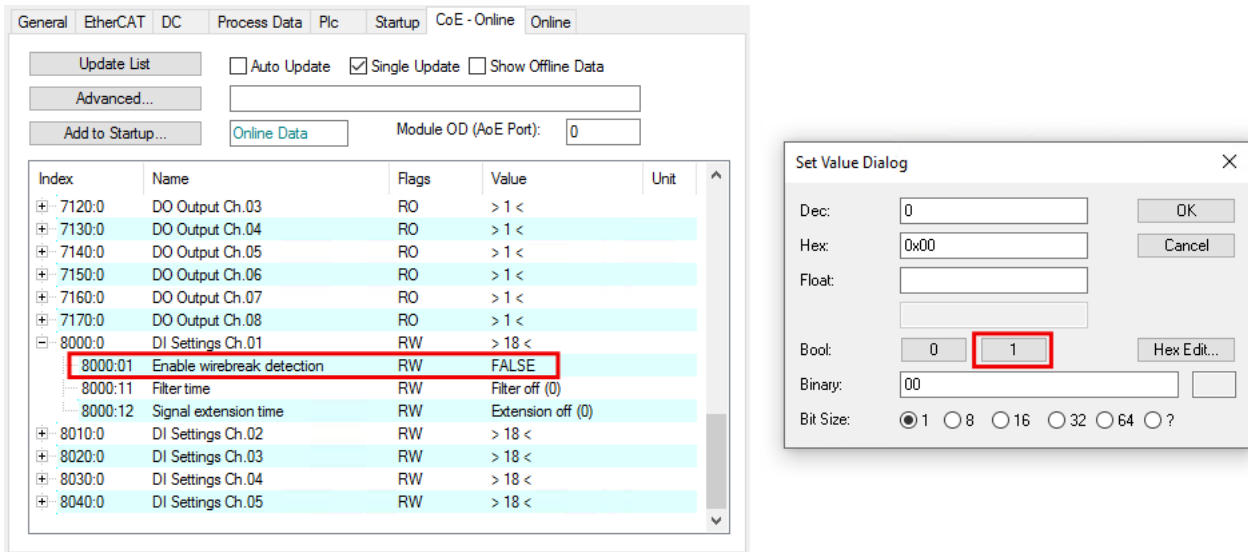 General EtherCAT DC Process Data Plc Startup CoE - Online Online
Update List Auto Update Single Update Show Offline Data
Advanced...
Add to Startup... Online Data Module OD (AoE Port): 0
Index Name Flags Value Unit
7120:0 DO Output Ch.03 RO > 1 <
7130:0 DO Output Ch.04 RO > 1 <
7140:0 DO Output Ch.05 RO > 1 <
7150:0 DO Output Ch.06 RO > 1 <
7160:0 DO Output Ch.07 RO > 1 <
7170:0 DO Output Ch.08 RO > 1 <
8000:0 DI Settings Ch.01 RW > 18 <
8000:01 Enable wirebreak detection RW FALSE
8000:11 Filter time RW Filter off (0)
8000:12 Signal extension time RW Extension off (0)
8010:0 DI Settings Ch.02 RW > 18 <
8020:0 DI Settings Ch.03 RW > 18 <
8030:0 DI Settings Ch.04 RW > 18 <
8040:0 DI Settings Ch.05 RW > 18 <
Set Value Dialog
Dec: 0 OK
Hex: 0x00 Cancel
Float:
Bool: 0 1 Hex Edit...
Binary: 00
Bit Size: 1 8 16 32 64 ?